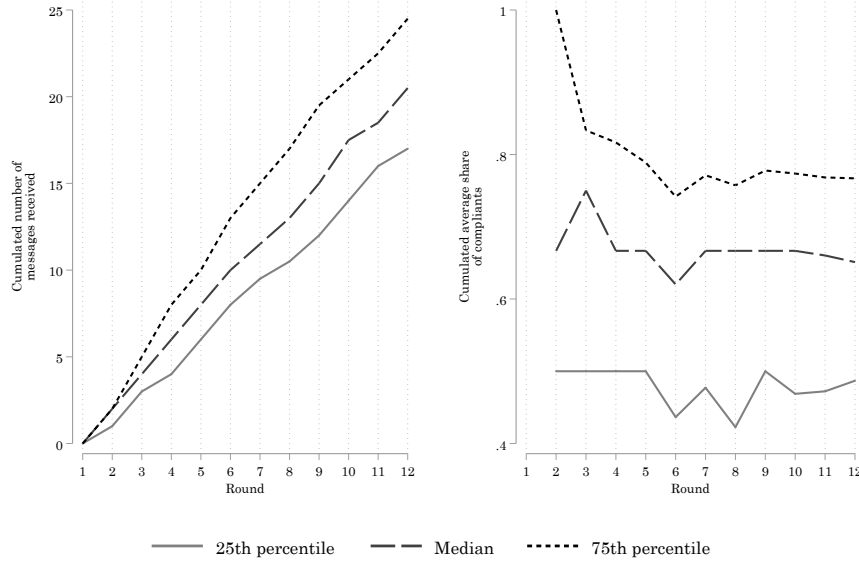 25
20
15
10
5
0
Cumulated number of
messages received
1 2 3 4 5 6 7 8 9 10 11 12
Round
1
.8
.6
.4
Cumulated average share
of compliants
1 2 3 4 5 6 7 8 9 10 11 12
Round
25th percentile Median 75th percentile